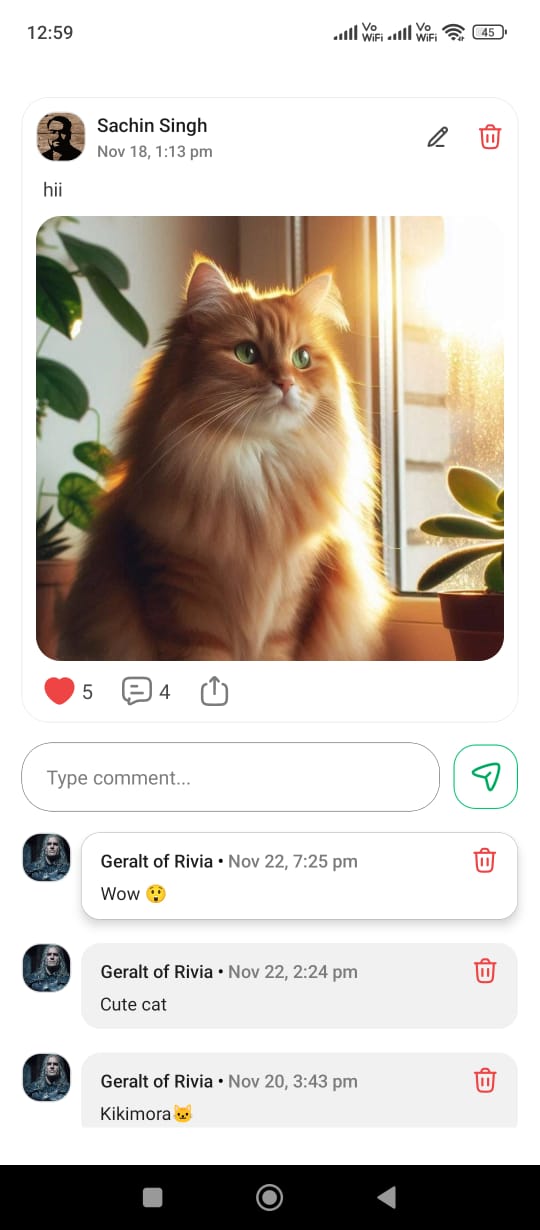 12:59
Vo WiFi Vo WiFi 45
Sachin Singh
Nov 18, 1:13 pm
hii
5 4
Type comment...
Geralt of Rivia • Nov 22, 7:25 pm
Wow 😲
Geralt of Rivia • Nov 22, 2:24 pm
Cute cat
Geralt of Rivia • Nov 20, 3:43 pm
Kikimora🐱